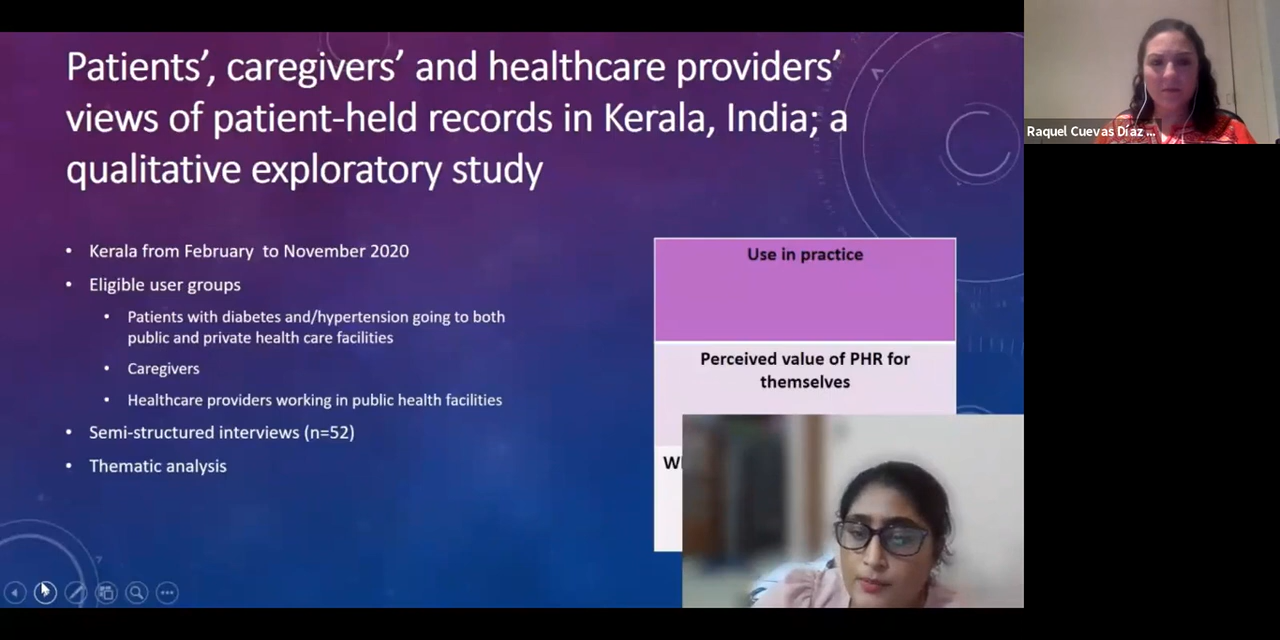 Patients', caregivers' and healthcare providers'
views of patient-held records in Kerala, India; a
qualitative exploratory study
• Kerala from February to November 2020
• Eligible user groups
• Patients with diabetes and/hypertension going to both
public and private health care facilities
• Caregivers
• Healthcare providers working in public health facilities
• Semi-structured interviews (n=52)
• Thematic analysis
Use in practice
Perceived value of PHR for
themselves
Raquel Cuevas Díaz ...